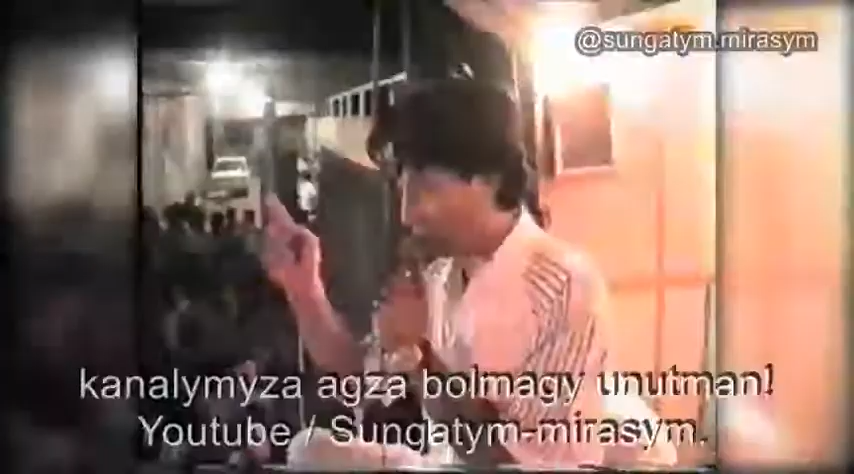 @sungatym.mirasym
kanalymyza agza bolmagy unutman!
Youtube / Sungatym-mirasym.